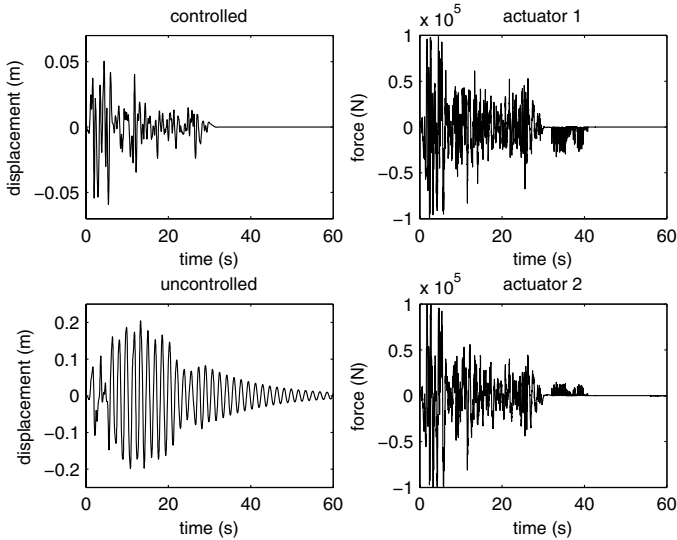 controlled
displacement (m)
0.05
0
−0.05
0
20
40
60
time (s)
actuator 1
x 10^5
force (N)
1
0.5
0
−0.5
−1
0
20
40
60
time (s)
uncontrolled
displacement (m)
0.2
0.1
0
−0.1
−0.2
0
20
40
60
time (s)
actuator 2
x 10^5
force (N)
1
0.5
0
−0.5
−1
0
20
40
60
time (s)